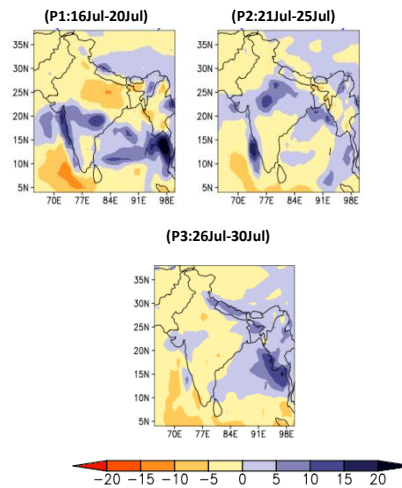 (P1:16Jul-20Jul) (P2:21Jul-25Jul)
35N
30N
25N
20N
15N
10N
5N
70E 77E 84E 91E 98E
35N
30N
25N
20N
15N
10N
5N
70E 77E 84E 91E 98E
(P3:26Jul-30Jul)
35N
30N
25N
20N
15N
10N
5N
70E 77E 84E 91E 98E
−20 −15 −10 −5 0 5 10 15 20